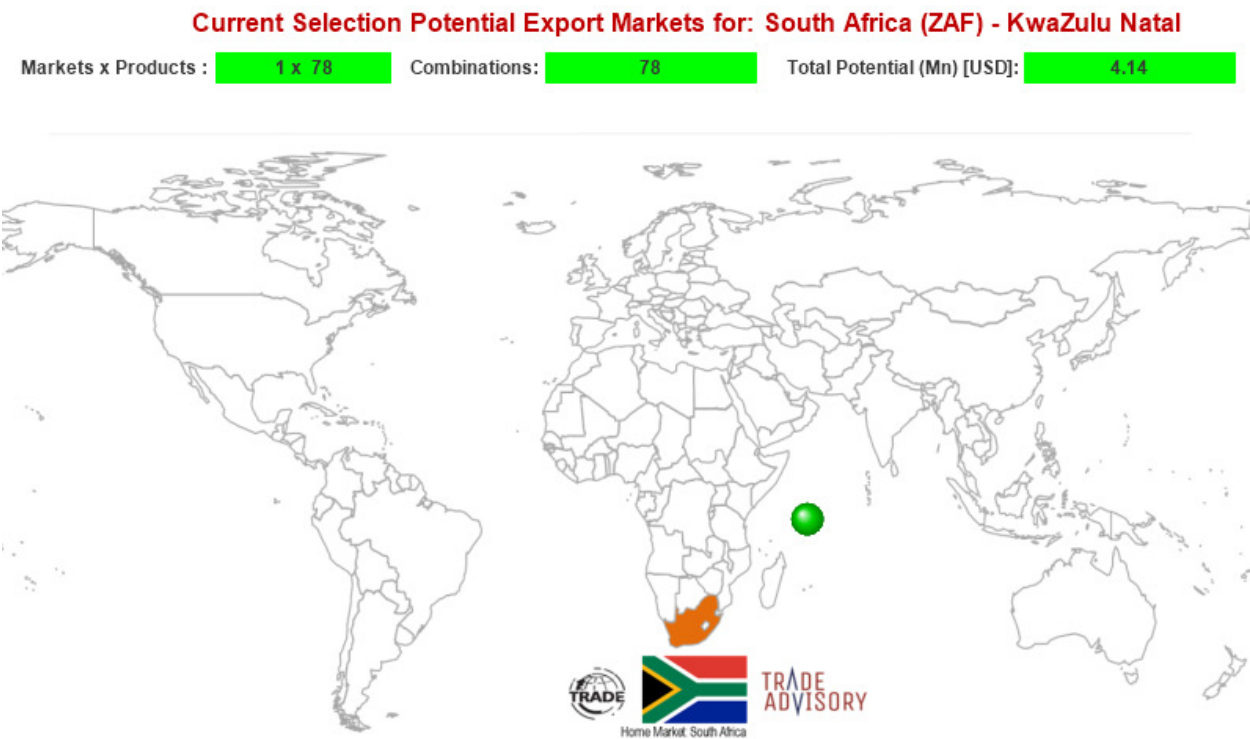 Current Selection Potential Export Markets for: South Africa (ZAF) - KwaZulu Natal
Markets x Products : 1 x 78 Combinations: 78 Total Potential (Mn) [USD]: 4.14
TRADE
TRADE
ADVISORY
Home Market South Africa